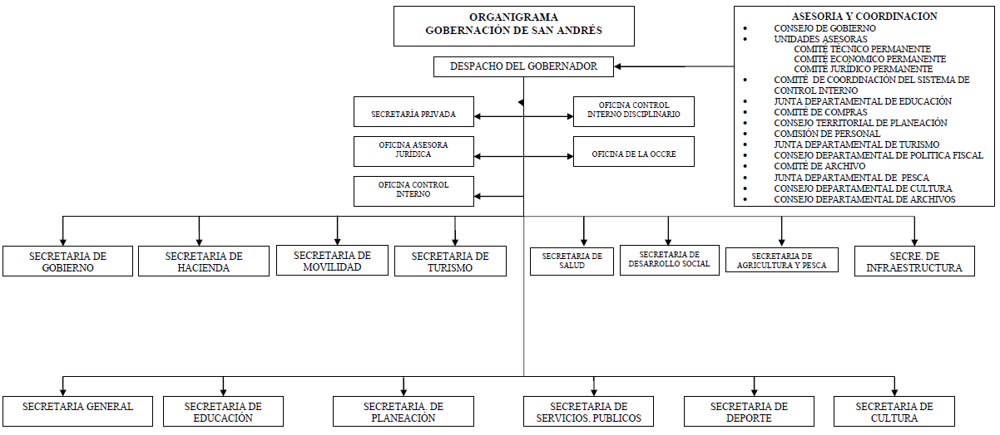 ORGANIGRAMA
GOBERNACIÓN DE SAN ANDRÉS
ASESORÍA Y COORDINACIÓN
• CONSEJO DE GOBIERNO
• UNIDADES ASESORAS
COMITÉ TÉCNICO PERMANENTE
COMITÉ ECONOMICO PERMANENTE
COMITÉ JURÍDICO PERMANENTE
• COMITÉ DE COORDINACIÓN DEL SISTEMA DE
CONTROL INTERNO
• JUNTA DEPARTAMENTAL DE EDUCACIÓN
• COMITÉ DE COMPRAS
• CONSEJO TERRITORIAL DE PLANEACIÓN
• COMISIÓN DE PERSONAL
• JUNTA DEPARTAMENTAL DE TURISMO
• CONSEJO DEPARTAMENTAL DE POLITICA FISCAL
• COMITÉ DE ARCHIVO
• JUNTA DEPARTAMENTAL DE PESCA
• CONSEJO DEPARTAMENTAL DE CULTURA
• CONSEJO DEPARTAMENTAL DE ARCHIVOS
DESPACHO DEL GOBERNADOR
SECRETARÍA PRIVADA
OFICINA CONTROL
INTERNO DISCIPLINARIO
OFICINA ASESORA
JURÍDICA
OFICINA DE LA OCCRE
OFICINA CONTROL
INTERNO
SECRETARIA DE
GOBIERNO
SECRETARIA DE
HACIENDA
SECRETARIA DE
MOVILIDAD
SECRETARIA DE
TURISMO
SECRETARIA DE
SALUD
SECRETARIA DE
DESARROLLO SOCIAL
SECRETARIA DE
AGRICULTURA Y PESCA
SECRE. DE
INFRAESTRUCTURA
SECRETARIA GENERAL
SECRETARIA DE
EDUCACIÓN
SECRETARIA. DE
PLANEACIÓN
SECRETARIA DE
SERVICIOS. PUBLICOS
SECRETARIA DE
DEPORTE
SECRETARIA DE
CULTURA